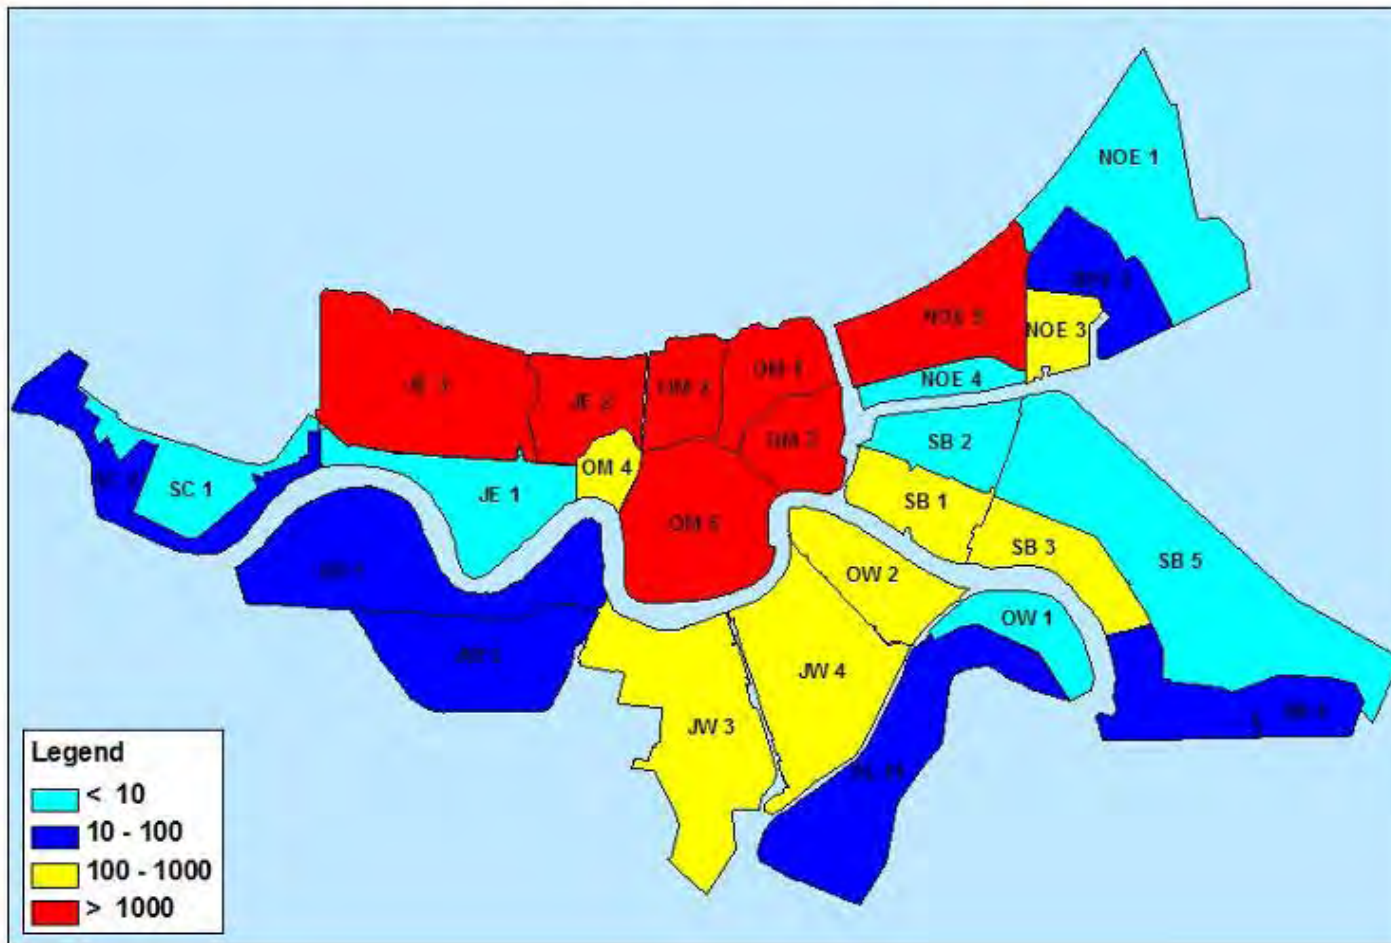 NOE 1
NOE 5
NOE 3
NOE 4
JE 3
JE 2
OM 2
OM 1
OM 3
OM 4
OM 5
SC 1
JE 1
SB 2
SB 1
SB 3
SB 5
OW 2
OW 1
JW 4
JW 3
Legend
< 10
10 - 100
100 - 1000
> 1000